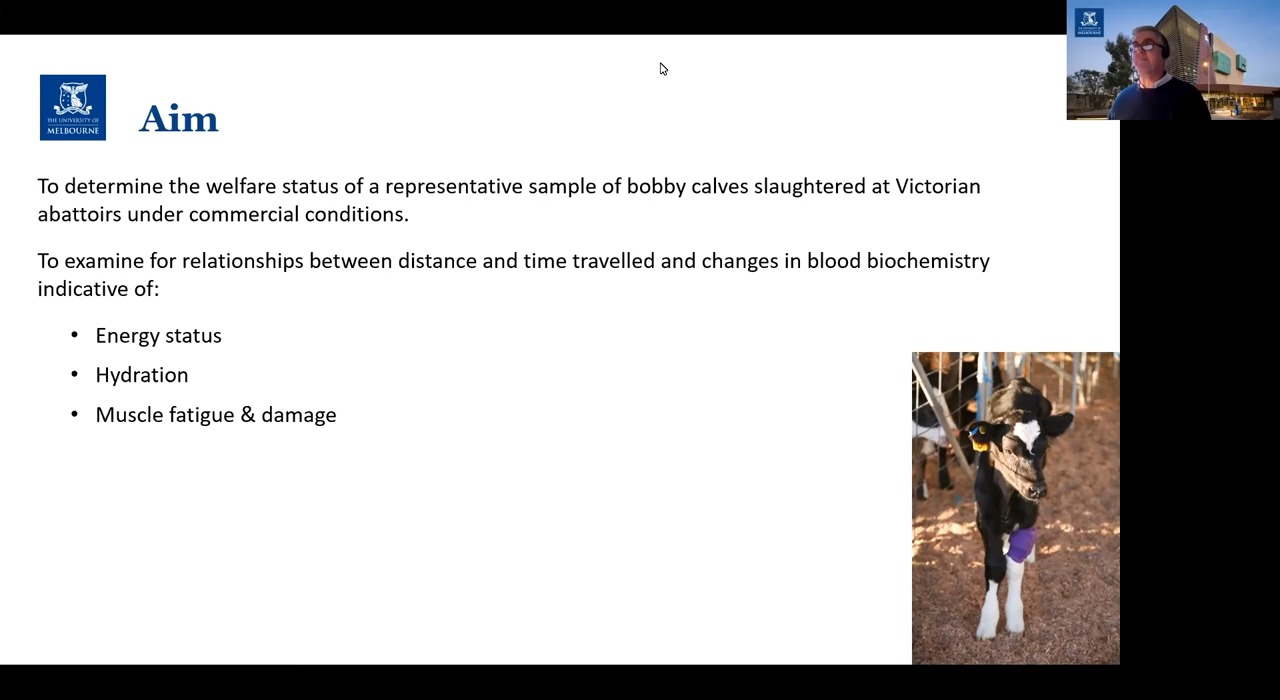 THE UNIVERSITY OF
MELBOURNE
Aim
To determine the welfare status of a representative sample of bobby calves slaughtered at Victorian
abattoirs under commercial conditions.
To examine for relationships between distance and time travelled and changes in blood biochemistry
indicative of:
• Energy status
• Hydration
• Muscle fatigue & damage